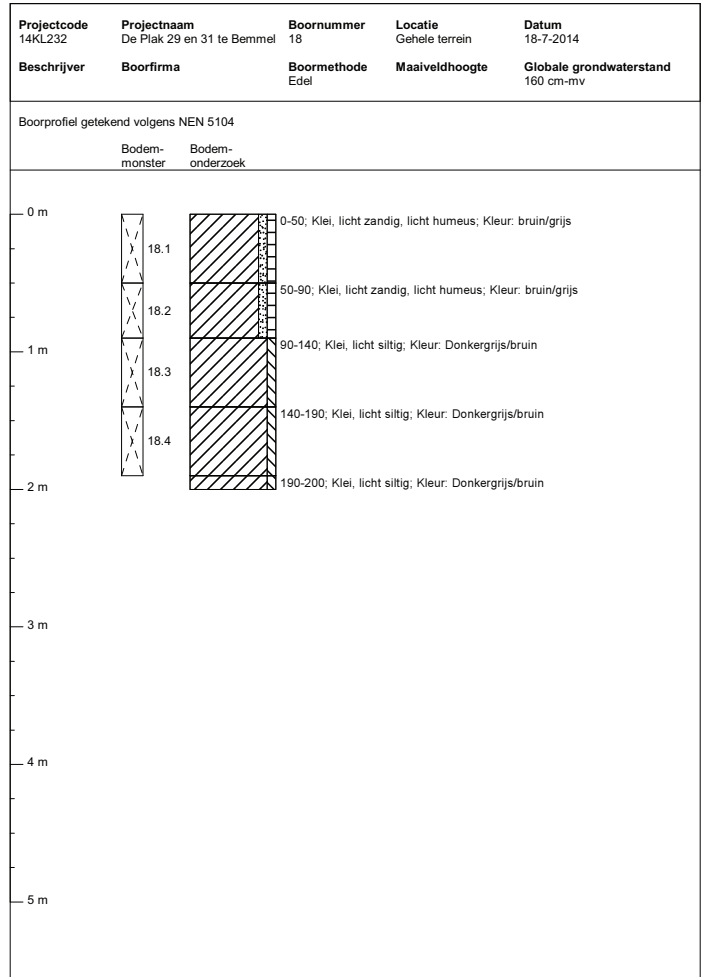 Projectcode Projectnaam Boornummer Locatie Datum
14KL232 De Plak 29 en 31 te Bemmel 18 Gehele terrein 18-7-2014
Beschrijver Boorfirma Boormethode Maaiveldhoogte Globale grondwaterstand
Edel 160 cm-mv
Boorprofiel getekend volgens NEN 5104
Bodem- Bodem-
monster onderzoek
0 m 0-50; Klei, licht zandig, licht humeus; Kleur: bruin/grijs
18.1
50-90; Klei, licht zandig, licht humeus; Kleur: bruin/grijs
18.2
1 m 90-140; Klei, licht siltig; Kleur: Donkergrijs/bruin
18.3
140-190; Klei, licht siltig; Kleur: Donkergrijs/bruin
18.4
2 m 190-200; Klei, licht siltig; Kleur: Donkergrijs/bruin
3 m
4 m
5 m